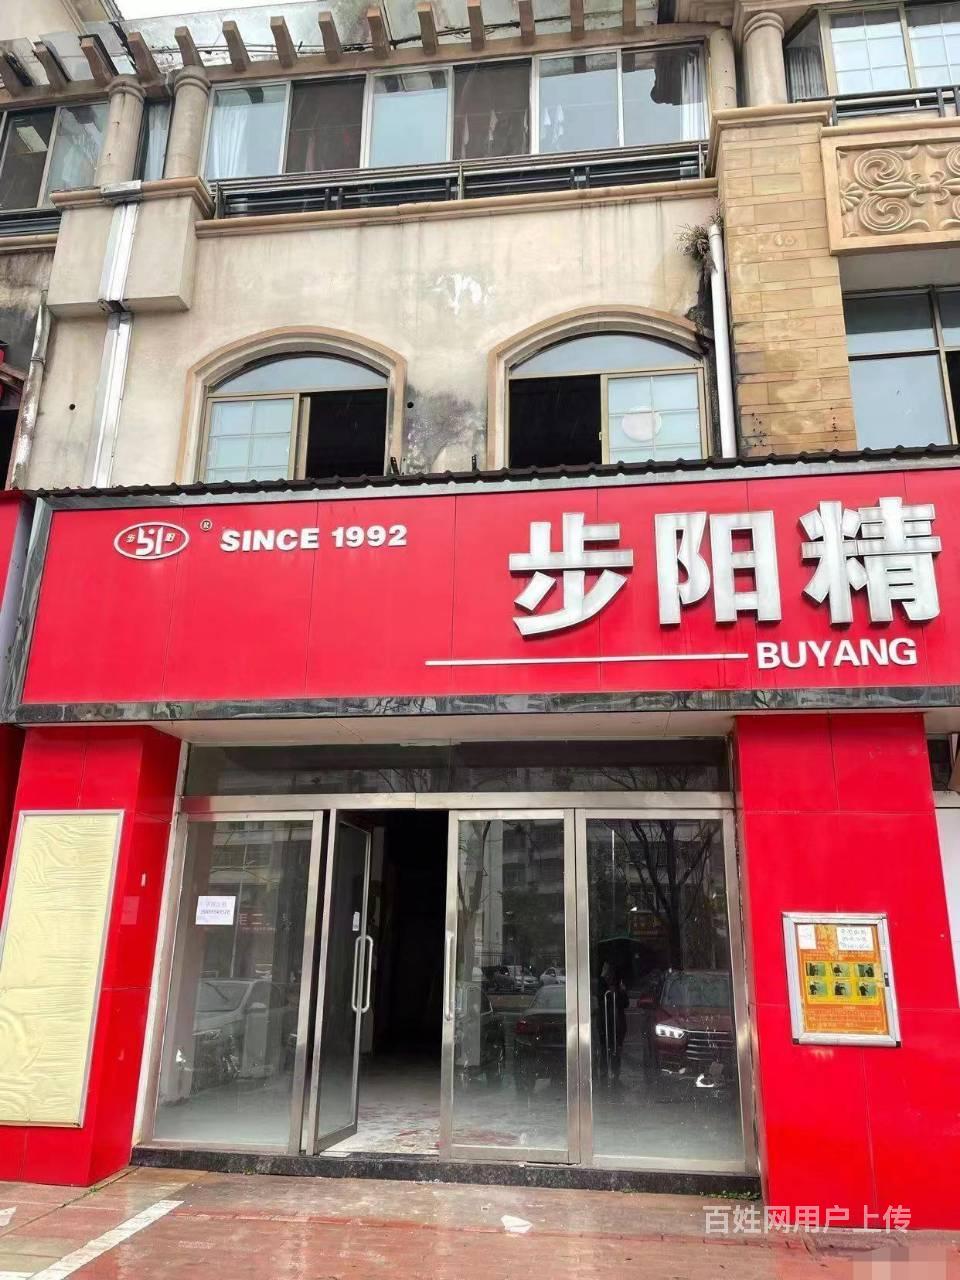 步 阳
®
SINCE 1992
步阳精
BUYANG
百姓网用户上传